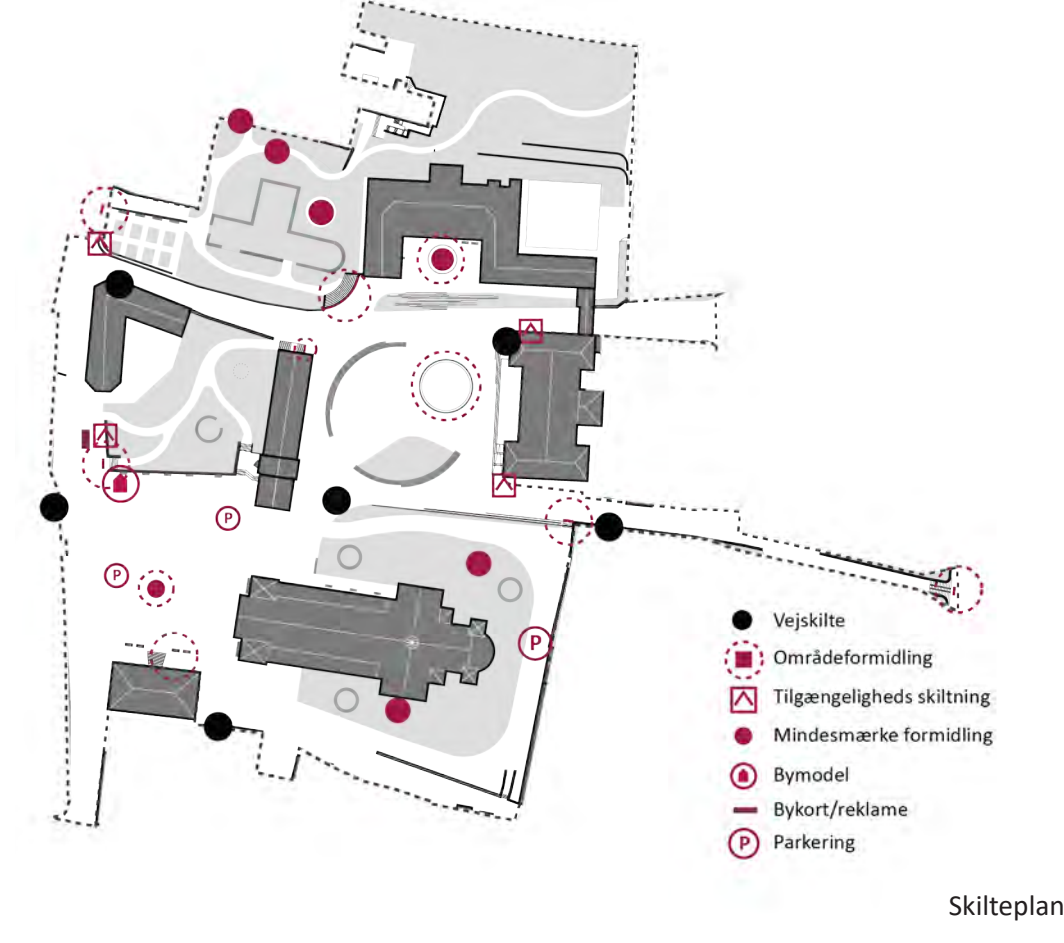 P
P
P
Vejskilte
Områdeformidling
Tilgængeligheds skiltning
Mindesmærke formidling
Bymodel
Bykort/reklame
P Parkering
Skilteplan